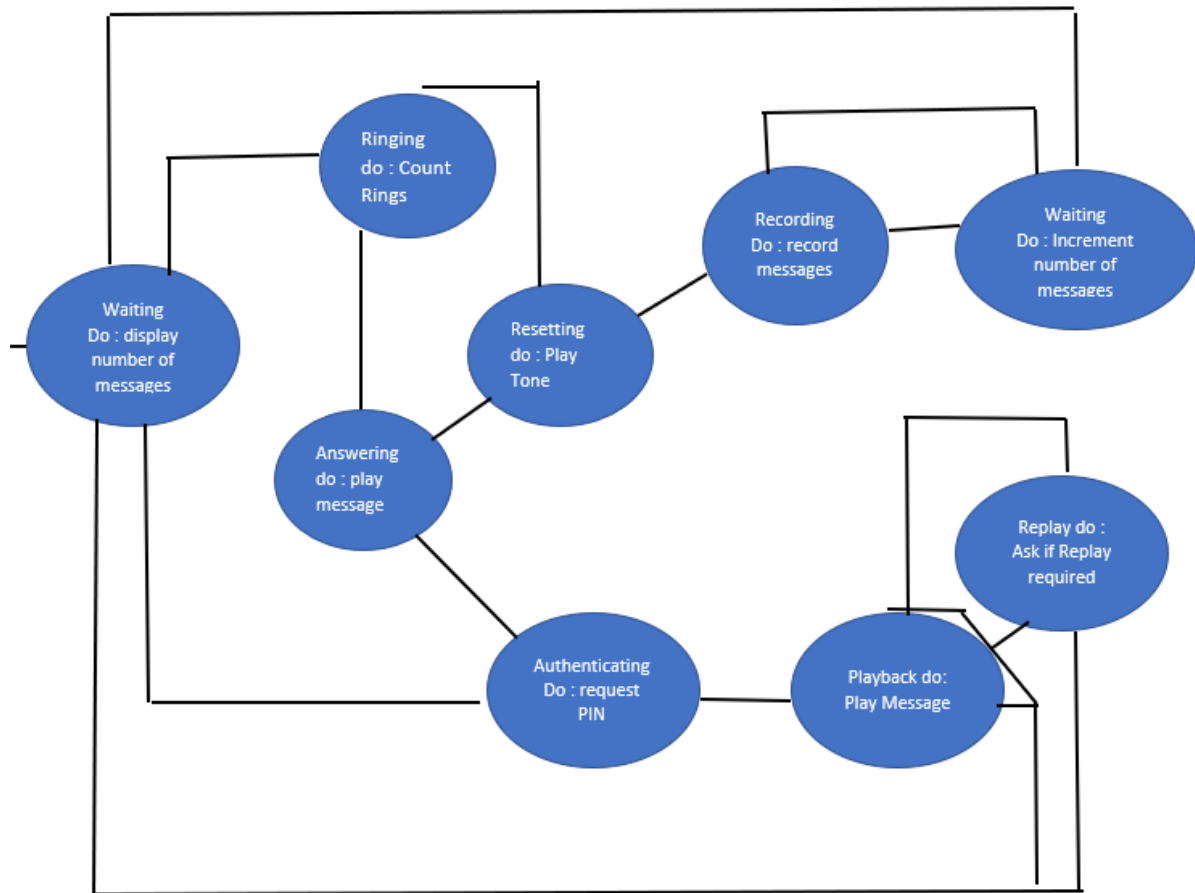 Ringing
do : Count
Rings
Recording
Do : record
messages
Waiting
Do : Increment
number of
messages
Waiting
Do : display
number of
messages
Resetting
do : Play
Tone
Answering
do : play
message
Replay do :
Ask if Replay
required
Authenticating
Do : request
PIN
Playback do:
Play Message